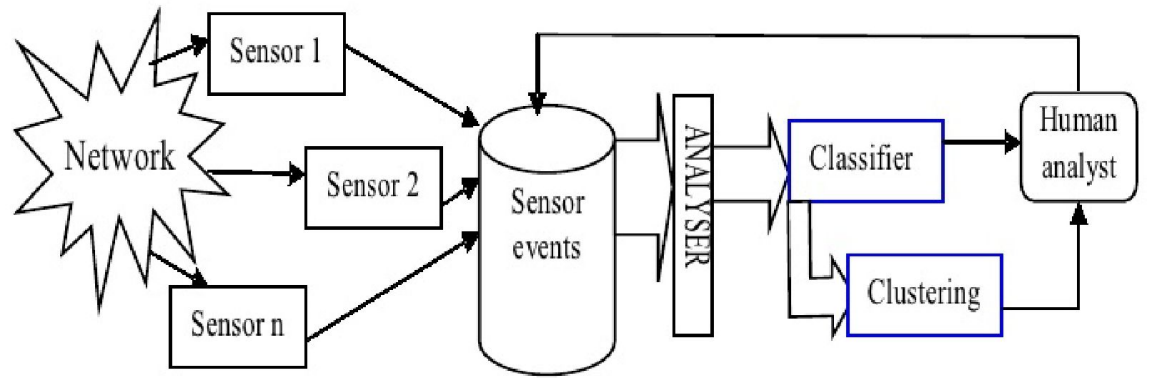 Network
Sensor 1
Sensor 2
Sensor n
Sensor
events
ANALYSER
Classifier
Clustering
Human
analyst